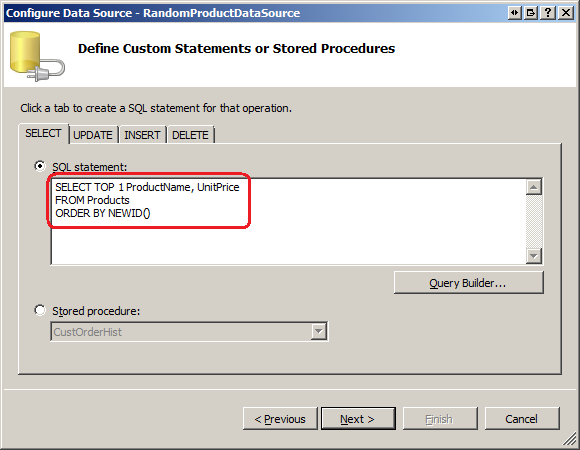 Configure Data Source - RandomProductDataSource
Define Custom Statements or Stored Procedures
Click a tab to create a SQL statement for that operation.
SELECT UPDATE INSERT DELETE
SQL statement:
SELECT TOP 1 ProductName, UnitPrice
FROM Products
ORDER BY NEWID()
Query Builder...
Stored procedure:
CustOrderHist
< Previous Next > Finish Cancel